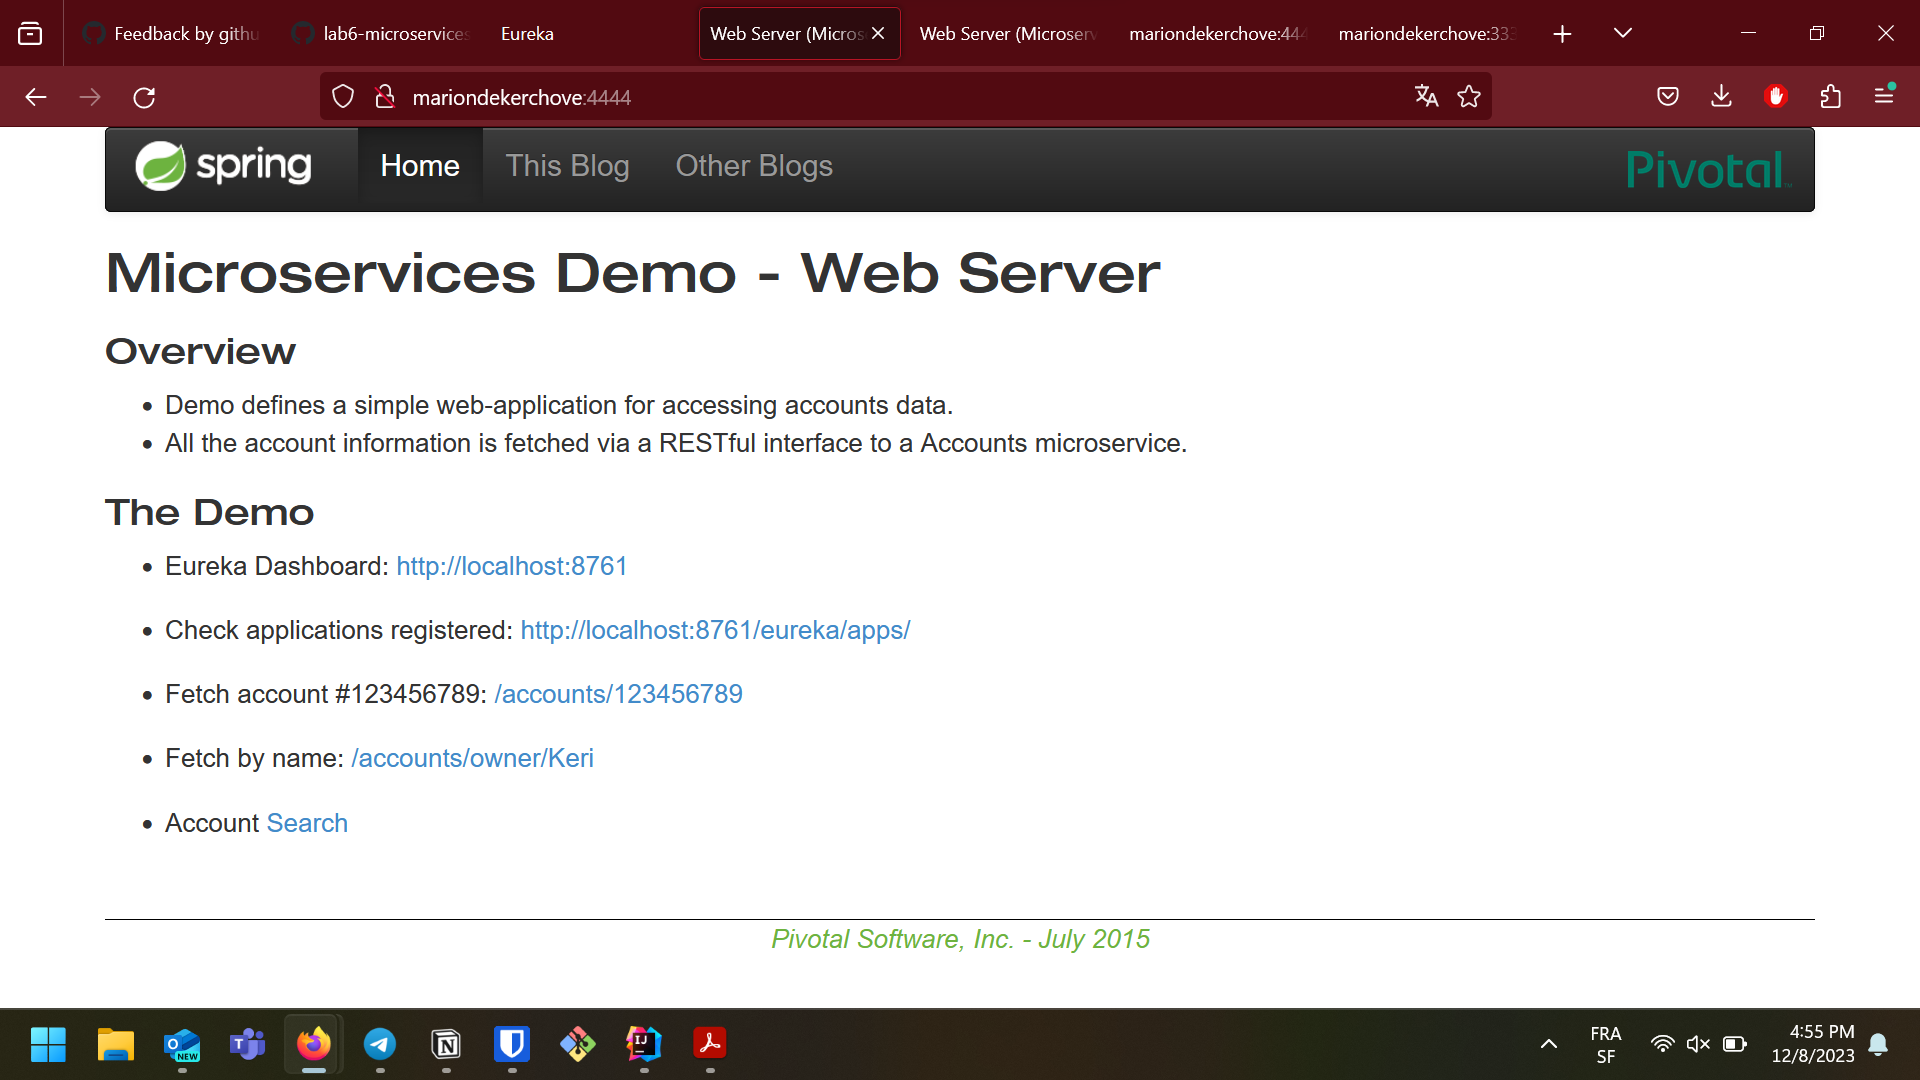 Feedback by githu
lab6-microservices
Eureka
Web Server (Micros
Web Server (Microserv
mariondekerchove:444
mariondekerchove:333
mariondekerchove:4444
spring
Home
This Blog
Other Blogs
Pivotal
Microservices Demo - Web Server
Overview
Demo defines a simple web-application for accessing accounts data.
All the account information is fetched via a RESTful interface to a Accounts microservice.
The Demo
Eureka Dashboard: http://localhost:8761
Check applications registered: http://localhost:8761/eureka/apps/
Fetch account #123456789: /accounts/123456789
Fetch by name: /accounts/owner/Keri
Account Search
Pivotal Software, Inc. - July 2015
NEW
FRA
SF
4:55 PM
12/8/2023